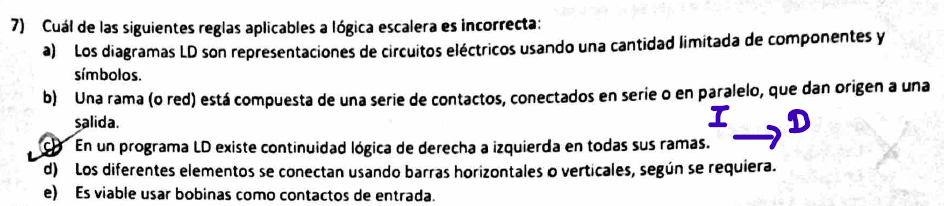 7) Cuál de las siguientes reglas aplicables a lógica escalera es incorrecta:
a) Los diagramas LD son representaciones de circuitos eléctricos usando una cantidad limitada de componentes y
símbolos.
b) Una rama (o red) está compuesta de una serie de contactos, conectados en serie o en paralelo, que dan origen a una
salida.
I → D
c) En un programa LD existe continuidad lógica de derecha a izquierda en todas sus ramas.
d) Los diferentes elementos se conectan usando barras horizontales o verticales, según se requiera.
e) Es viable usar bobinas como contactos de entrada.